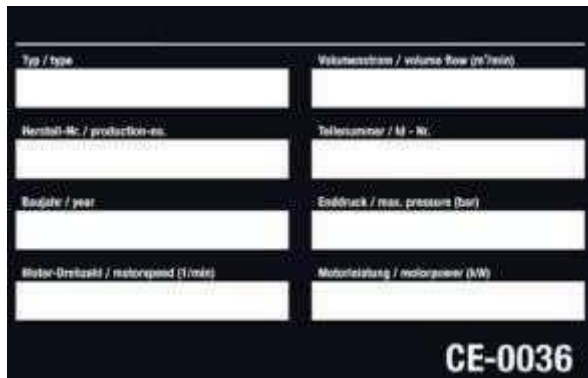 Typ / type
Volumenstrom / volume flow (m³/min)
Herstell-Nr. / production-no.
Teilenummer / Id - Nr.
Baujahr / year
Enddruck / max. pressure (bar)
Motor-Drehzahl / motorspeed (1/min)
Motorleistung / motorpower (kW)
CE-0036